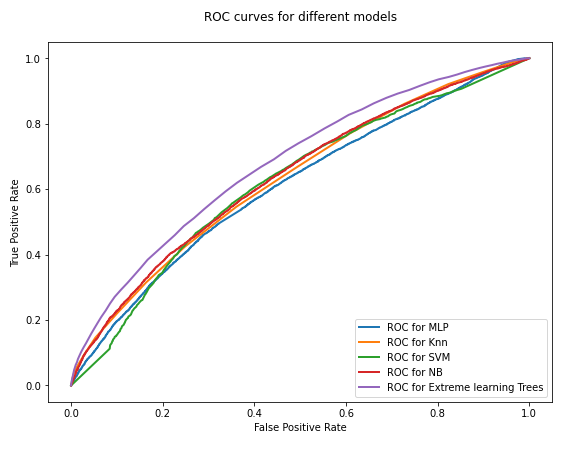 ROC curves for different models
1.0
0.8
0.6
0.4
0.2
0.0
True Positive Rate
ROC for MLP
ROC for Knn
ROC for SVM
ROC for NB
ROC for Extreme learning Trees
0.0 0.2 0.4 0.6 0.8 1.0
False Positive Rate